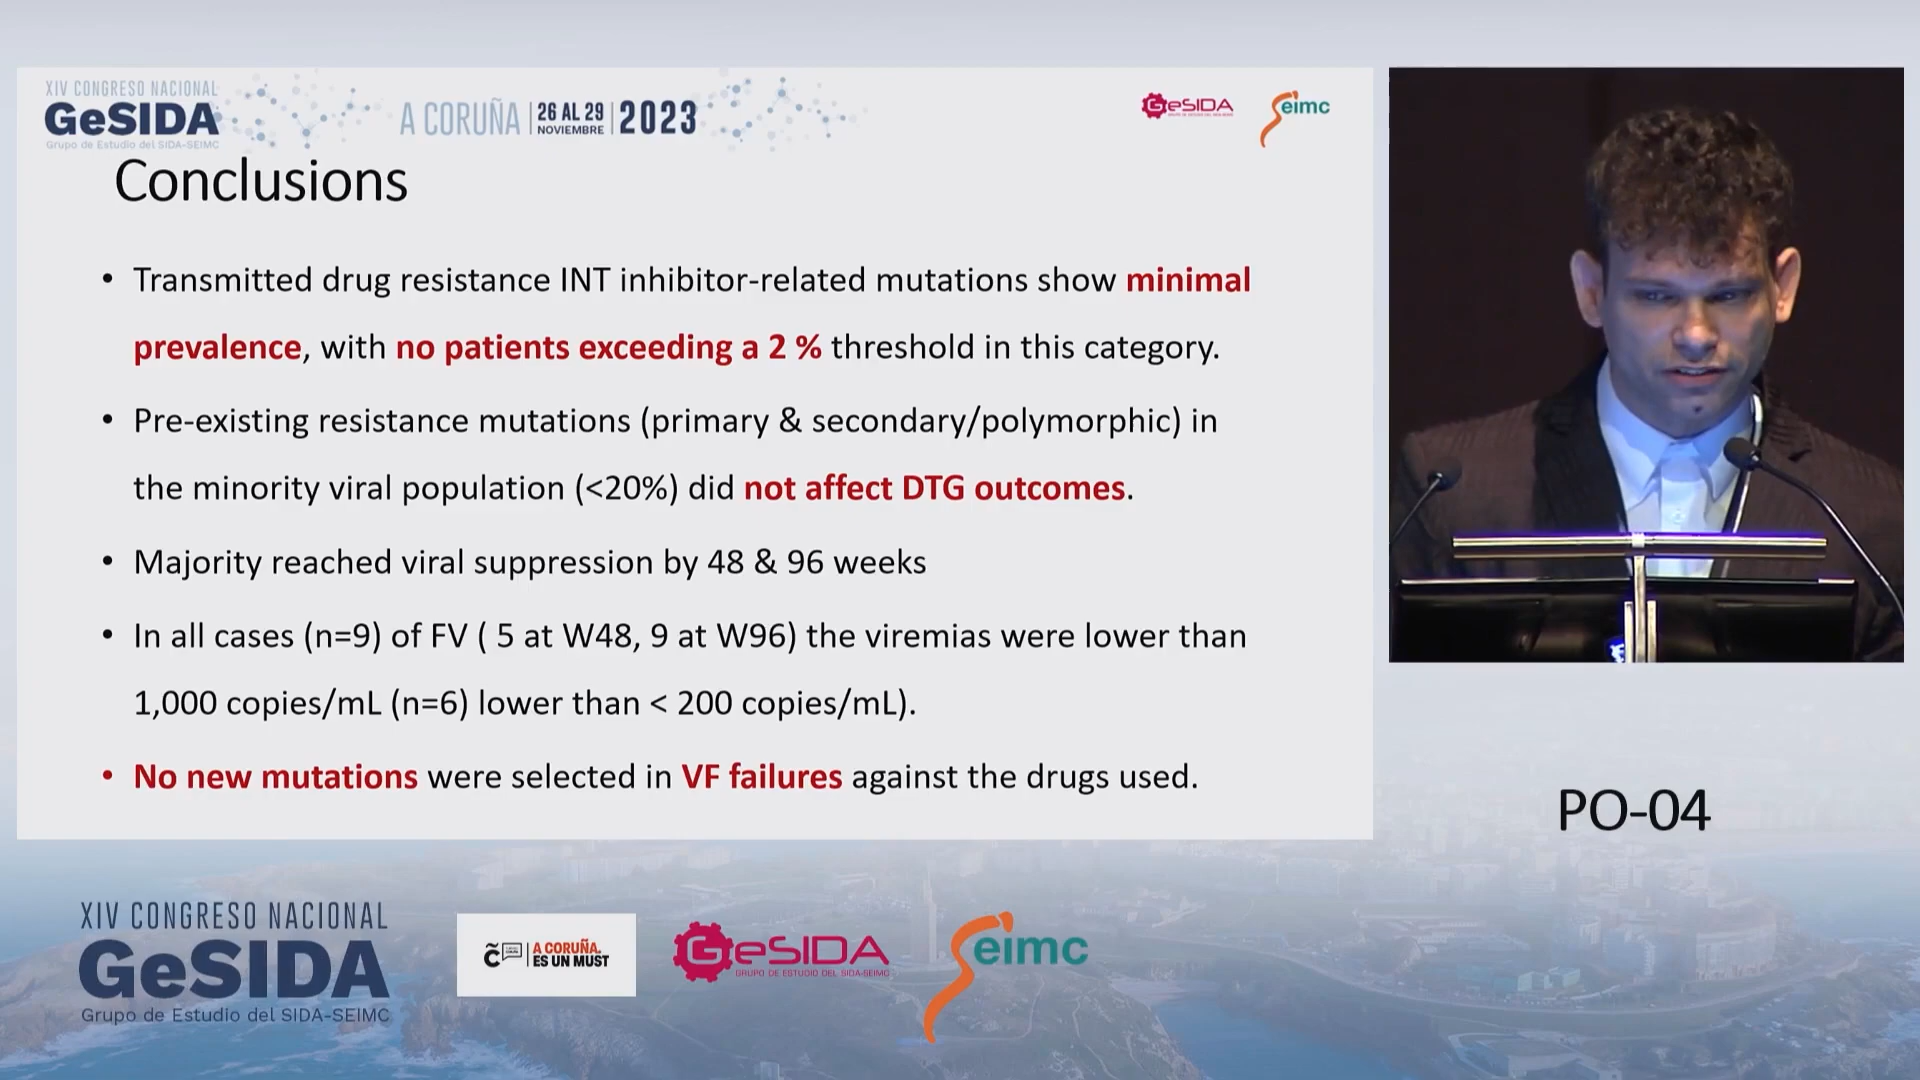 XIV CONGRESO NACIONAL
GeSIDA
Grupo de Estudio del SIDA-SEIMC
A CORUÑA
26 AL 29
NOVIEMBRE
2023
GeSIDA
Seimc
Conclusions
• Transmitted drug resistance INT inhibitor-related mutations show minimal
prevalence, with no patients exceeding a 2 % threshold in this category.
• Pre-existing resistance mutations (primary & secondary/polymorphic) in
the minority viral population (<20%) did not affect DTG outcomes.
• Majority reached viral suppression by 48 & 96 weeks
• In all cases (n=9) of FV ( 5 at W48, 9 at W96) the viremias were lower than
1,000 copies/mL (n=6) lower than < 200 copies/mL).
• No new mutations were selected in VF failures against the drugs used.
PO-04
XIV CONGRESO NACIONAL
GeSIDA
Grupo de Estudio del SIDA-SEIMC
A CORUÑA.
ES UN MUST
GeSIDA
GRUPO DE ESTUDIO DEL SIDA-SEIMC
Seimc